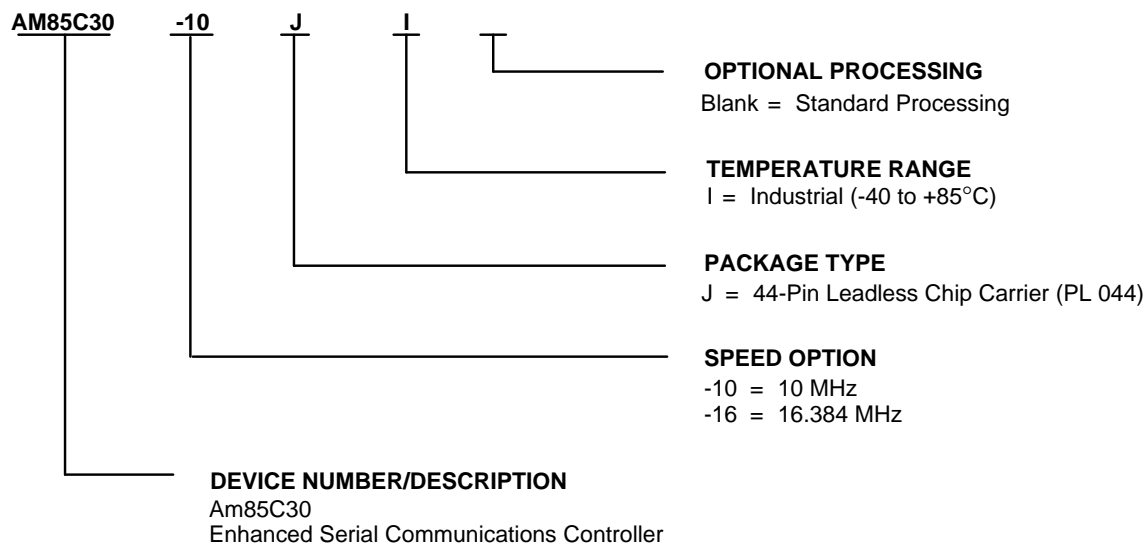 AM85C30 -10 J I
OPTIONAL PROCESSING
Blank = Standard Processing
TEMPERATURE RANGE
I = Industrial (-40 to +85°C)
PACKAGE TYPE
J = 44-Pin Leadless Chip Carrier (PL 044)
SPEED OPTION
-10 = 10 MHz
-16 = 16.384 MHz
DEVICE NUMBER/DESCRIPTION
Am85C30
Enhanced Serial Communications Controller